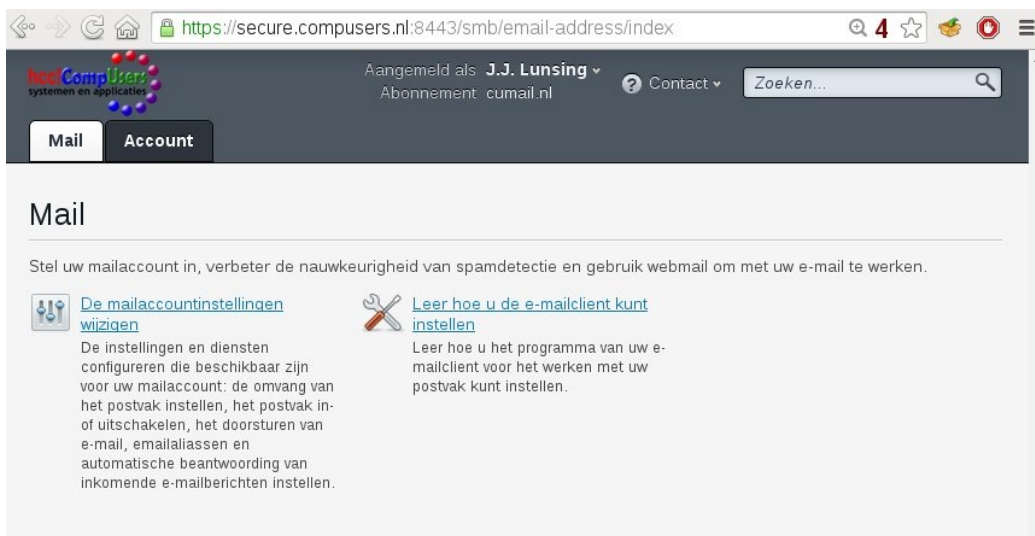 https://secure.compusers.nl:8443/smb/email-address/index
4
hcc!CompUsers
systemen en applicaties
Aangemeld als J.J. Lunsing
Abonnement cumail.nl
? Contact
Zoeken...
Mail
Account
Mail
Stel uw mailaccount in, verbeter de nauwkeurigheid van spamdetectie en gebruik webmail om met uw e-mail te werken.
De mailaccountinstellingen
wijzigen
De instellingen en diensten
configureren die beschikbaar zijn
voor uw mailaccount: de omvang van
het postvak instellen, het postvak in-
of uitschakelen, het doorsturen van
e-mail, emailaliassen en
automatische beantwoording van
inkomende e-mailberichten instellen.
Leer hoe u de e-mailclient kunt
instellen
Leer hoe u het programma van uw e-
mailclient voor het werken met uw
postvak kunt instellen.